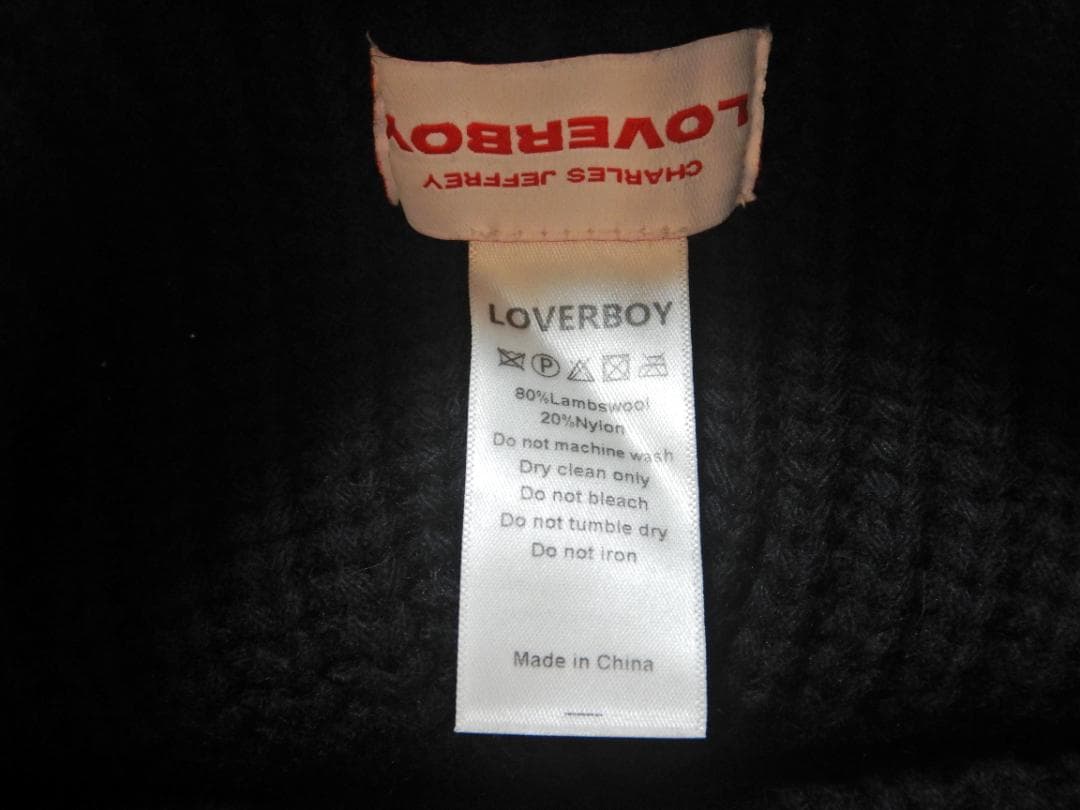 CHARLES JEFFREY
LOVERBOY
LOVERBOY
P
80%Lambswool
20%Nylon
Do not machine wash
Dry clean only
Do not bleach
Do not tumble dry
Do not iron
Made in China